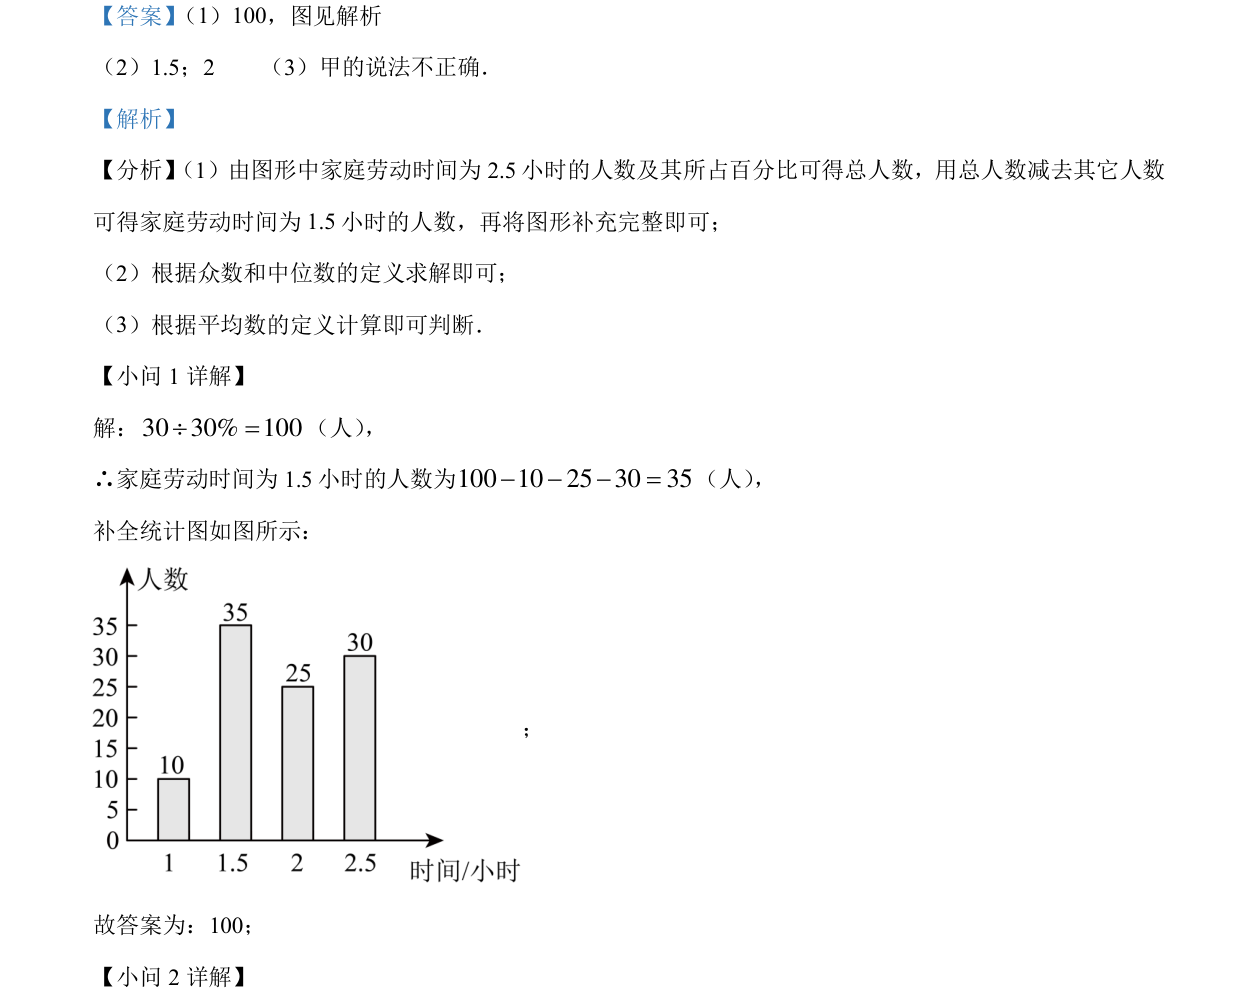 【答案】（1）100，图见解析
（2）1.5；2 （3）甲的说法不正确．
【解析】
【分析】（1）由图形中家庭劳动时间为 2.5 小时的人数及其所占百分比可得总人数，用总人数减去其它人数
可得家庭劳动时间为 1.5 小时的人数，再将图形补充完整即可；
（2）根据众数和中位数的定义求解即可；
（3）根据平均数的定义计算即可判断．
【小问 1 详解】
解：30÷30%=100（人），
∴家庭劳动时间为 1.5 小时的人数为100−10−25−30=35（人），
补全统计图如图所示：
人数
35
35
30
30
25
25
20
15
10
10
5
0
1 1.5 2 2.5 时间/小时
；
故答案为：100；
【小问 2 详解】